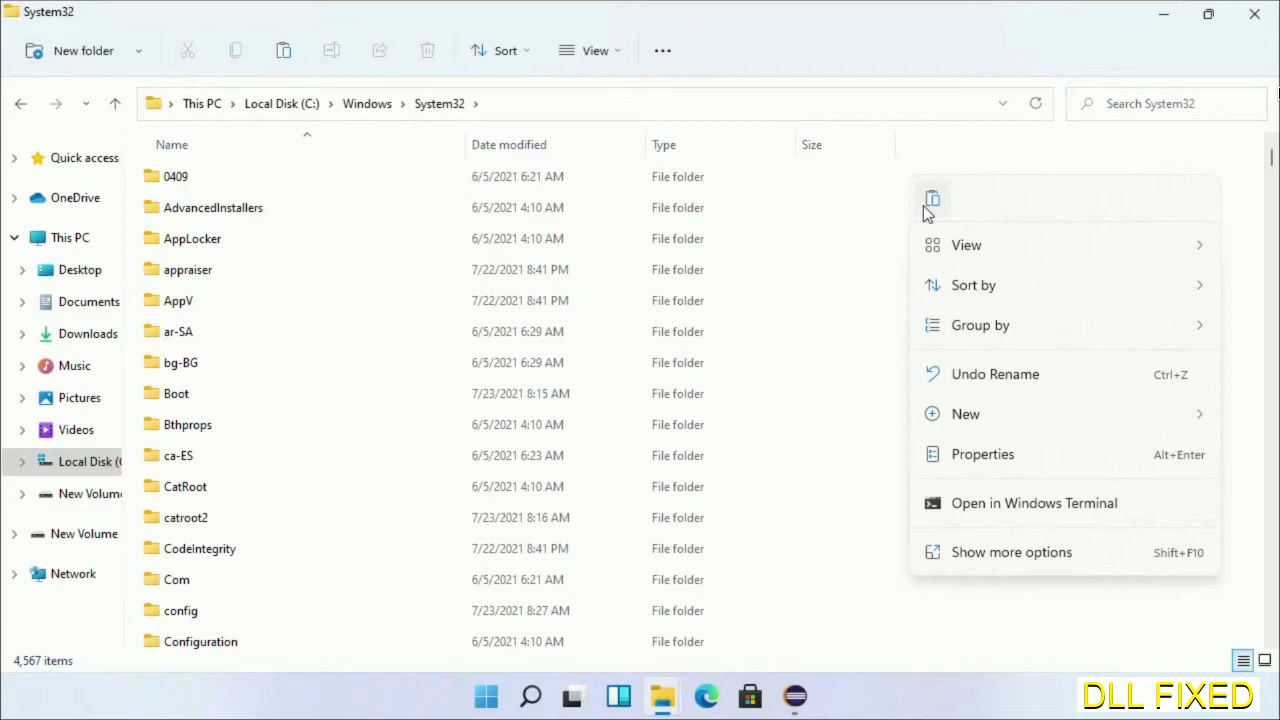 System32
New folder
Sort
View
This PC
Local Disk (C:)
Windows
System32
Search System32
Name
Date modified
Type
Size
Quick access
OneDrive
This PC
Desktop
Documents
Downloads
Music
Pictures
Videos
Local Disk (
New Volum
New Volume
Network
0409 6/5/2021 6:21 AM File folder
AdvancedInstallers 6/5/2021 4:10 AM File folder
AppLocker 6/5/2021 4:10 AM File folder
appraiser 7/22/2021 8:41 PM File folder
AppV 7/22/2021 8:41 PM File folder
ar-SA 6/5/2021 6:29 AM File folder
bg-BG 6/5/2021 6:29 AM File folder
Boot 7/23/2021 8:15 AM File folder
Bthprops 6/5/2021 4:10 AM File folder
ca-ES 6/5/2021 6:23 AM File folder
CatRoot 6/5/2021 4:10 AM File folder
catroot2 7/23/2021 8:16 AM File folder
CodeIntegrity 7/22/2021 8:41 PM File folder
Com 6/5/2021 6:21 AM File folder
config 7/23/2021 8:27 AM File folder
Configuration 6/5/2021 4:10 AM File folder
View
Sort by
Group by
Undo Rename Ctrl+Z
New
Properties Alt+Enter
Open in Windows Terminal
Show more options Shift+F10
4,567 items
DLL FIXED